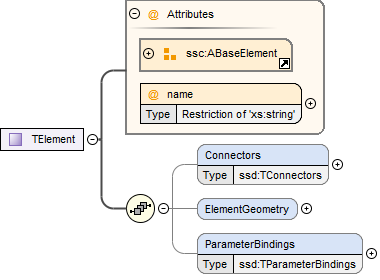 @ Attributes
ssc:ABaseElement
@ name
Type Restriction of 'xs:string'
TElement
Connectors
Type ssd:TConnectors
ElementGeometry
ParameterBindings
Type ssd:TParameterBindings